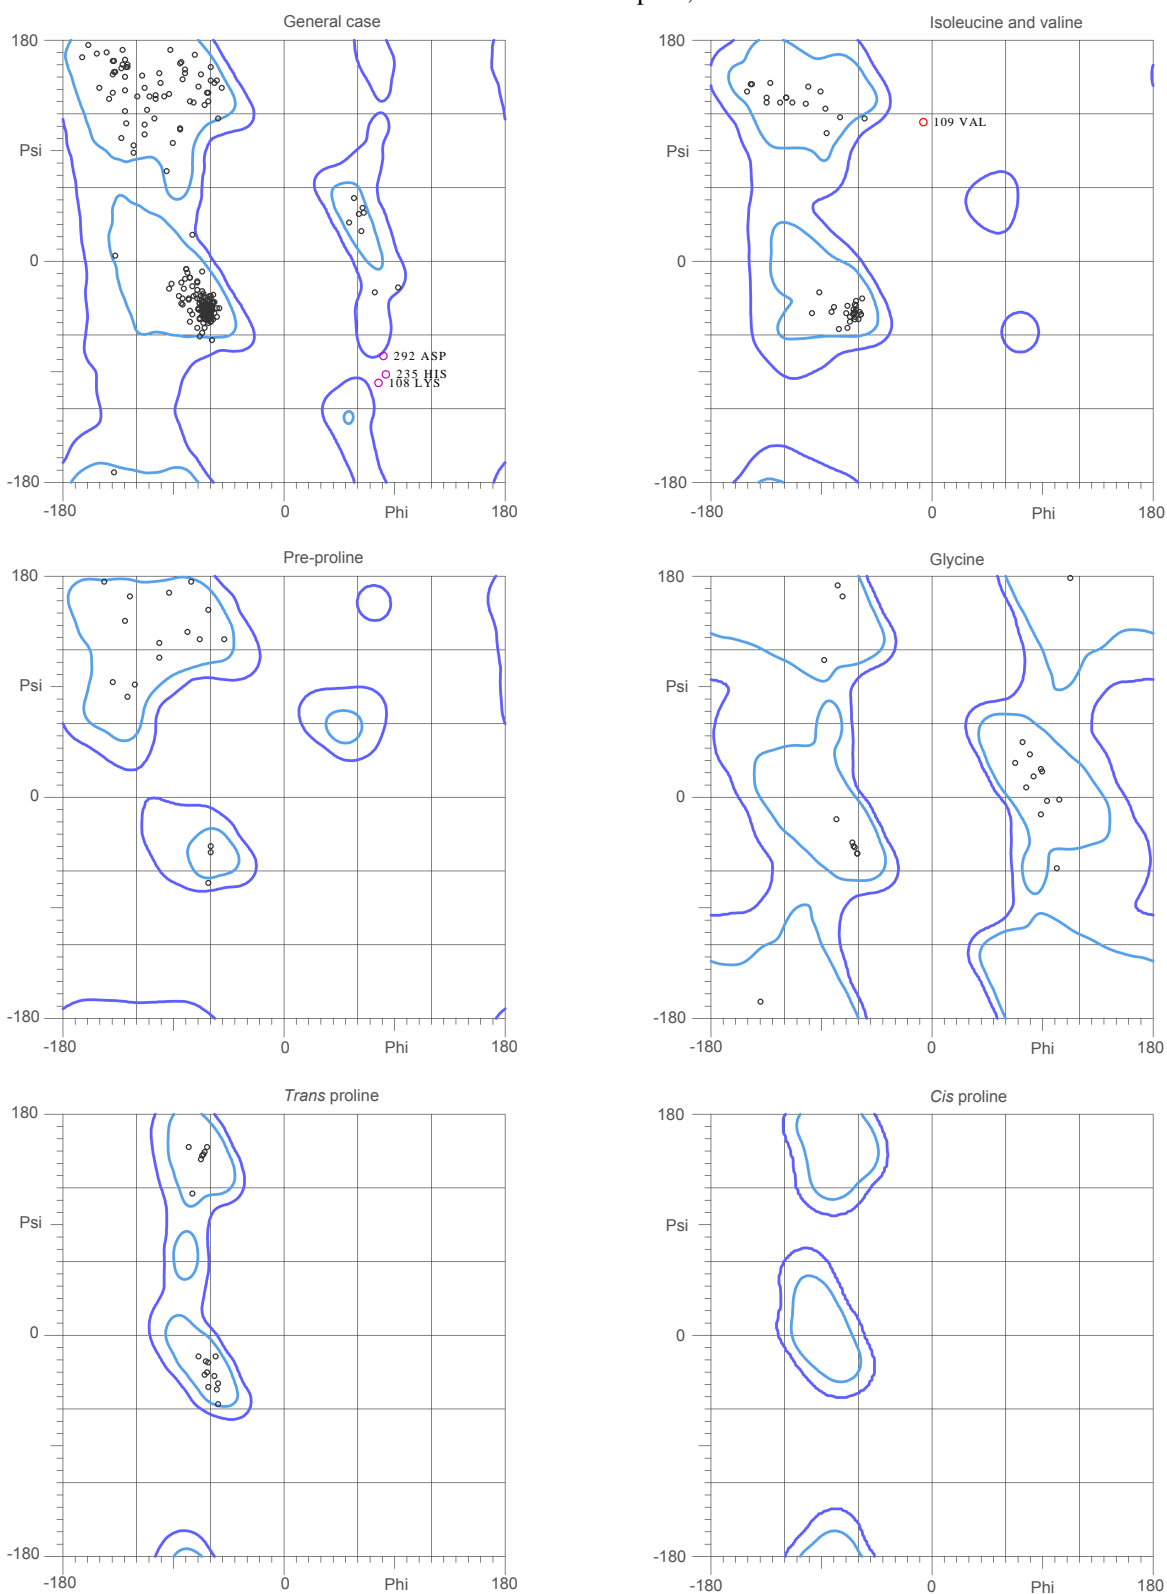 General case
Isoleucine and valine
180
Psi
0
-180
-180
0
Phi
180
292 ASP
235 HIS
108 LYS
180
Psi
0
-180
-180
0
Phi
180
109 VAL
Pre-proline
Glycine
180
Psi
0
-180
-180
0
Phi
180
180
Psi
0
-180
-180
0
Phi
180
Trans proline
Cis proline
180
Psi
0
-180
-180
0
Phi
180
180
Psi
0
-180
-180
0
Phi
180